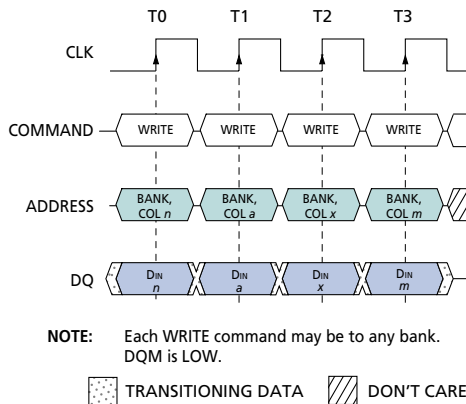 T0 T1 T2 T3
CLK
COMMAND WRITE WRITE WRITE WRITE
ADDRESS BANK, COL n BANK, COL a BANK, COL x BANK, COL m
DQ DIN n DIN a DIN x DIN m
NOTE: Each WRITE command may be to any bank.
DQM is LOW.
TRANSITIONING DATA DON'T CARE